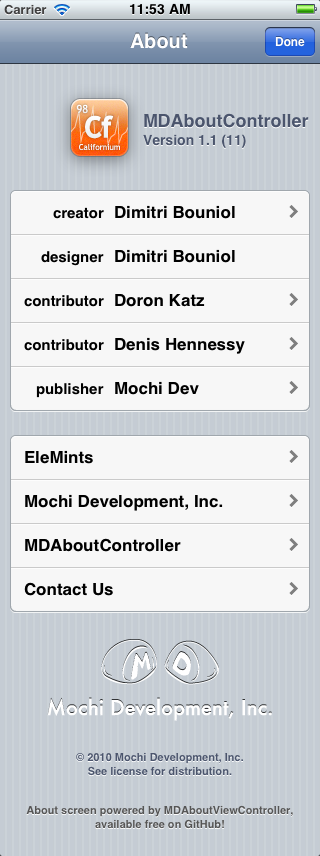 Carrier 11:53 AM
About
Done
98
Cf
Californium
MDAboutController
Version 1.1 (11)
creator Dimitri Bouniol
designer Dimitri Bouniol
contributor Doron Katz
contributor Denis Hennessy
publisher Mochi Dev
EleMints
Mochi Development, Inc.
MDAboutController
Contact Us
M O
Mochi Development, Inc.
© 2010 Mochi Development, Inc.
See license for distribution.
About screen powered by MDAboutViewController,
available free on GitHub!